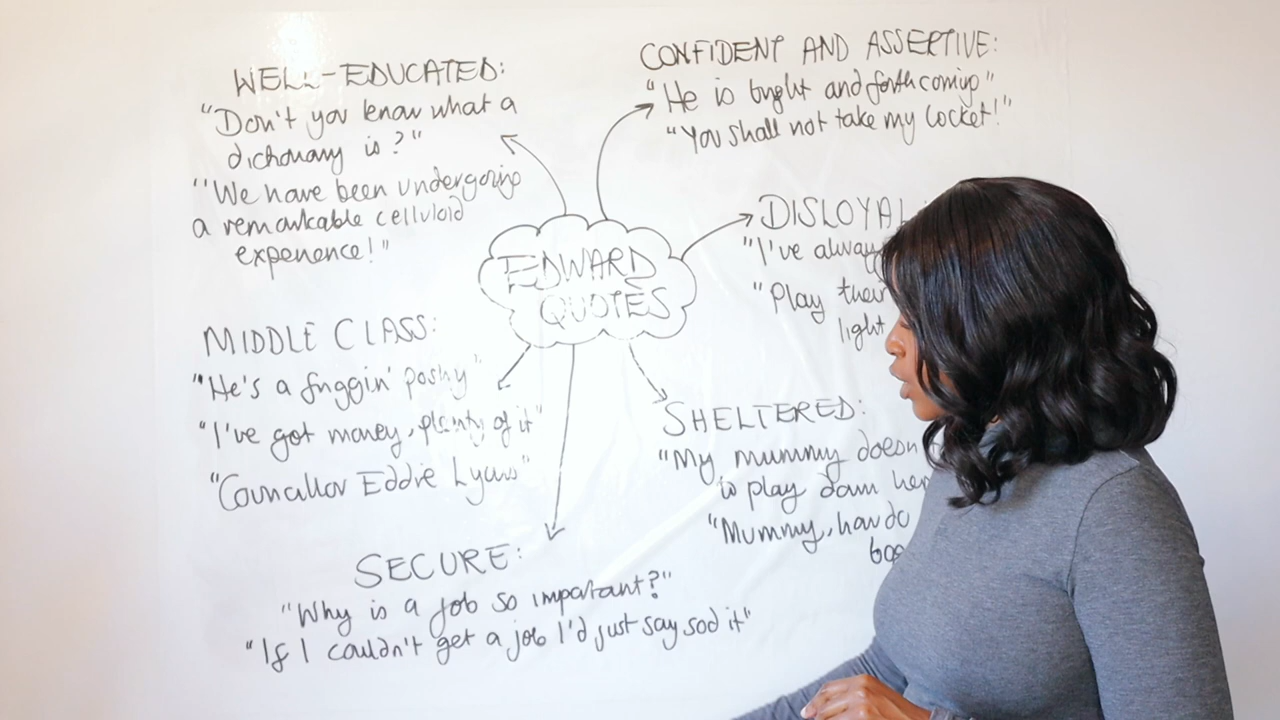 WELL-EDUCATED:
"Don't you know what a
dictionary is?"
"We have been undergoing
a remarkable celluloid
experience!"
CONFIDENT AND ASSERTIVE:
"He is bright and forthcoming"
"You shall not take my locket!"
EDWARD
QUOTES
DISLOYAL
"I've always
"Play their
light
MIDDLE CLASS:
"He's a friggin' poshy"
"I've got money, plenty of it"
"Councillor Eddie Lyons"
SHELTERED:
"My mummy doesn
to play down her
"Mummy, how do
SECURE:
"Why is a job so important?"
"If I couldn't get a job I'd just say sod it"